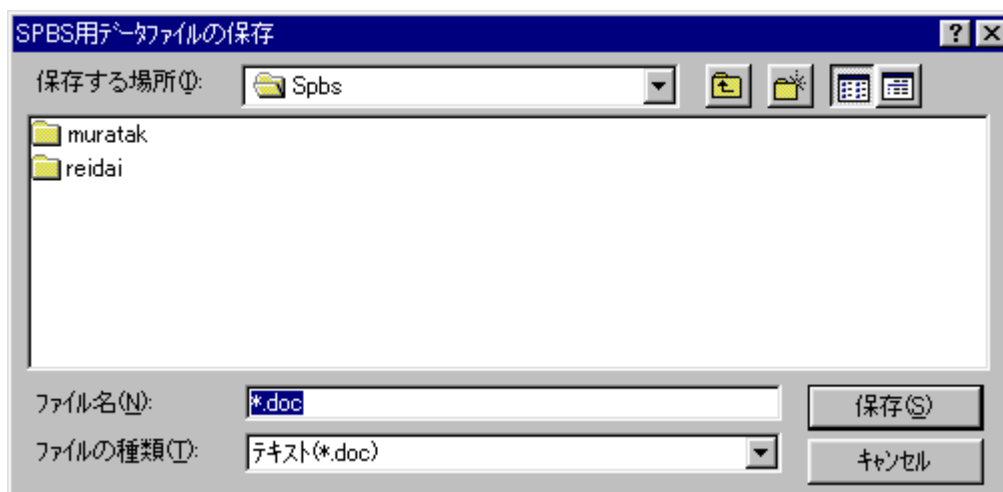 SPBS用ﾃﾞｰﾀﾌｧｲﾙの保存
保存する場所(I):
Spbs
muratak
reidai
ﾌｧｲﾙ名(N):
*.doc
保存(S)
ﾌｧｲﾙの種類(T):
ﾃｷｽﾄ(*.doc)
ｷｬﾝｾﾙ